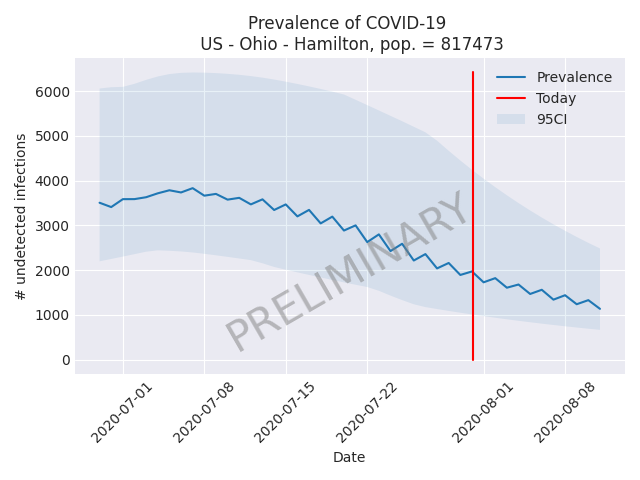 Prevalence of COVID-19
US - Ohio - Hamilton, pop. = 817473
Prevalence
Today
95CI
# undetected infections
6000
5000
4000
3000
2000
1000
0
PRELIMINARY
2020-07-01
2020-07-08
2020-07-15
2020-07-22
2020-08-01
2020-08-08
Date